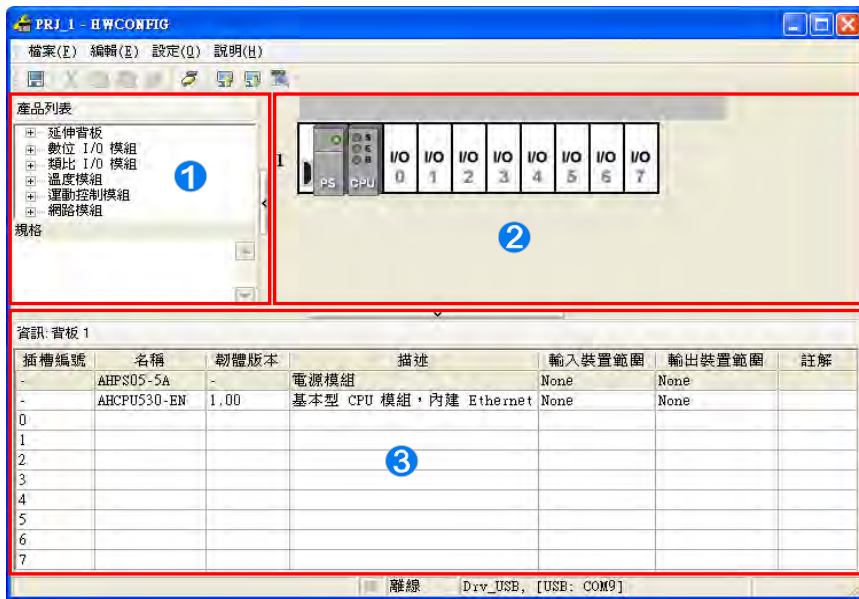 PRJ_1 - HWCONFIG
檔案(F) 編輯(E) 設定(O) 說明(H)
產品列表
延伸背板
數位 I/O 模組
類比 I/O 模組
溫度模組
運動控制模組
網路模組
規格
1
I
PS CPU I/O 0 I/O 1 I/O 2 I/O 3 I/O 4 I/O 5 I/O 6 I/O 7
S
E
B
2
資訊: 背板 1
插槽編號 名稱 韌體版本 描述 輸入裝置範圍 輸出裝置範圍 註解
- AHPS05-5A - 電源模組 None None
- AHCPU530-EN 1.00 基本型 CPU 模組，內建 Ethernet None None
0
1
2
3
4
5
6
7
3
離線 Drv_USB, [USB: COM9]